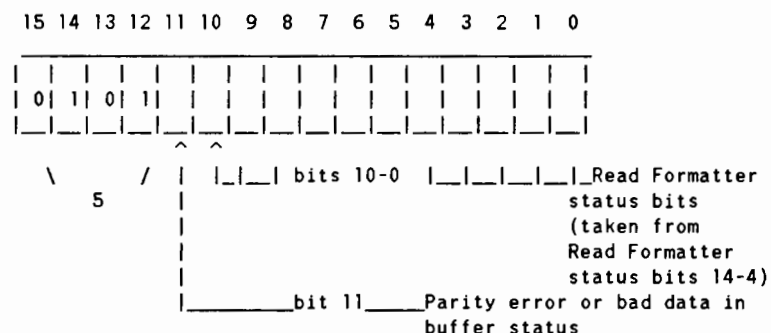 15 14 13 12 11 10 9 8 7 6 5 4 3 2 1 0
0 1 0 1
^ ^
\ / bits 10-0 Read Formatter
5 status bits
(taken from
Read Formatter
status bits 14-4)
bit 11 Parity error or bad data in
buffer status